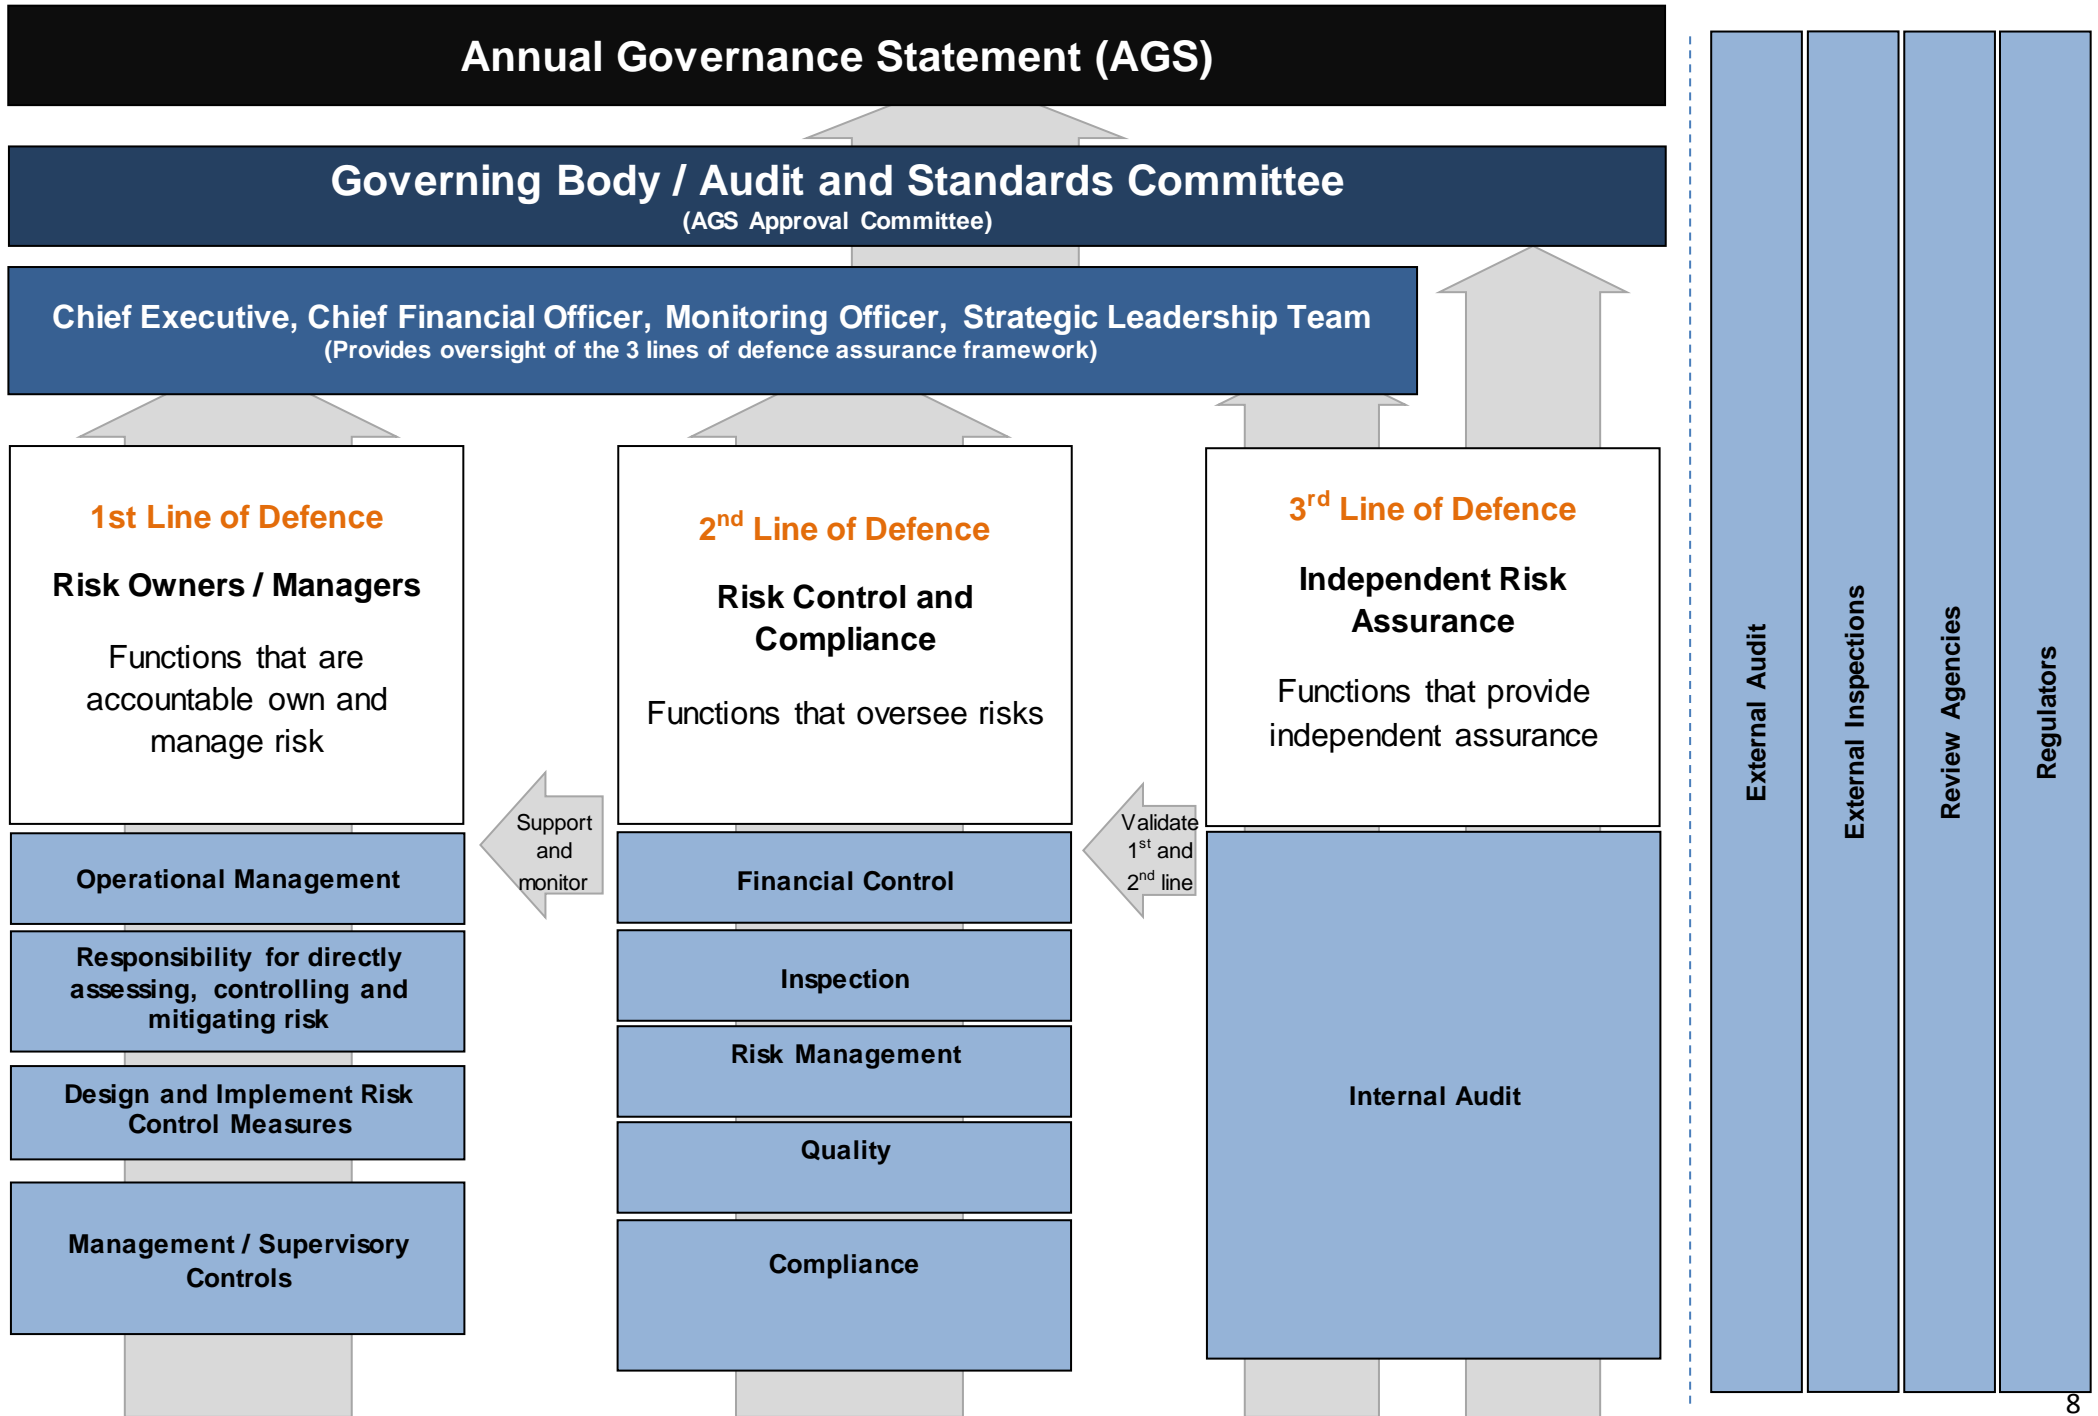 Annual Governance Statement (AGS)
Governing Body / Audit and Standards Committee
(AGS Approval Committee)
Chief Executive, Chief Financial Officer, Monitoring Officer, Strategic Leadership Team
(Provides oversight of the 3 lines of defence assurance framework)
1st Line of Defence
Risk Owners / Managers
Functions that are
accountable own and
manage risk
Operational Management
Responsibility for directly
assessing, controlling and
mitigating risk
Design and Implement Risk
Control Measures
Management / Supervisory
Controls
Support
and
monitor
2nd Line of Defence
Risk Control and
Compliance
Functions that oversee risks
Financial Control
Inspection
Risk Management
Quality
Compliance
Validate
1st and
2nd line
3rd Line of Defence
Independent Risk
Assurance
Functions that provide
independent assurance
Internal Audit
External Audit
External Inspections
Review Agencies
Regulators
8